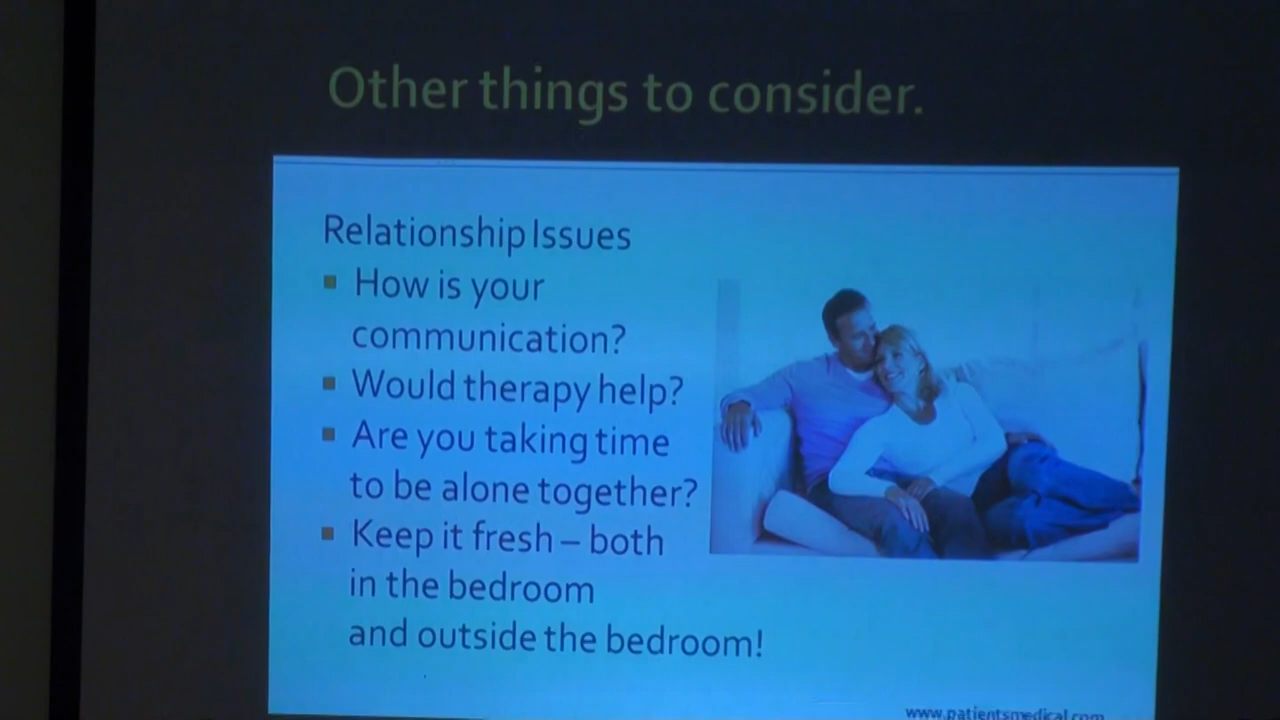 Other things to consider.
Relationship Issues
How is your
communication?
Would therapy help?
Are you taking time
to be alone together?
Keep it fresh – both
in the bedroom
and outside the bedroom!
www.patientsmedical.com